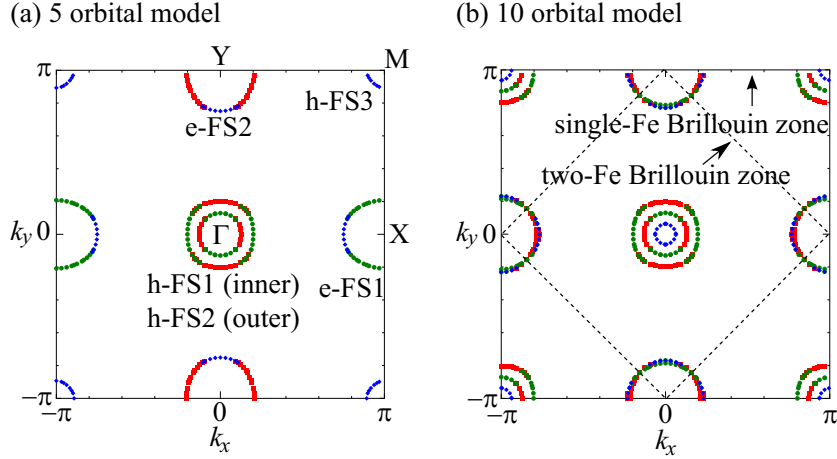 (a) 5 orbital model
(b) 10 orbital model
Y
M
π
h-FS3
e-FS2
k_y 0
Γ
X
h-FS1 (inner)
e-FS1
h-FS2 (outer)
−π
−π
0
π
k_x
π
single-Fe Brillouin zone
two-Fe Brillouin zone
k_y 0
−π
−π
0
π
k_x